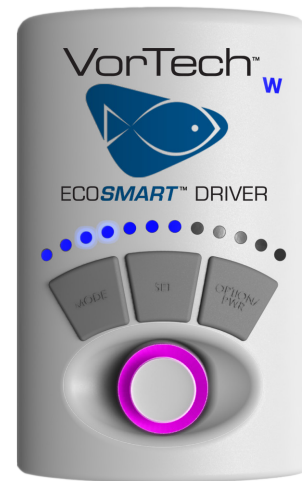 VorTech™
W
ECOSMART™ DRIVER
MODE
SET
OPTION/
PWR